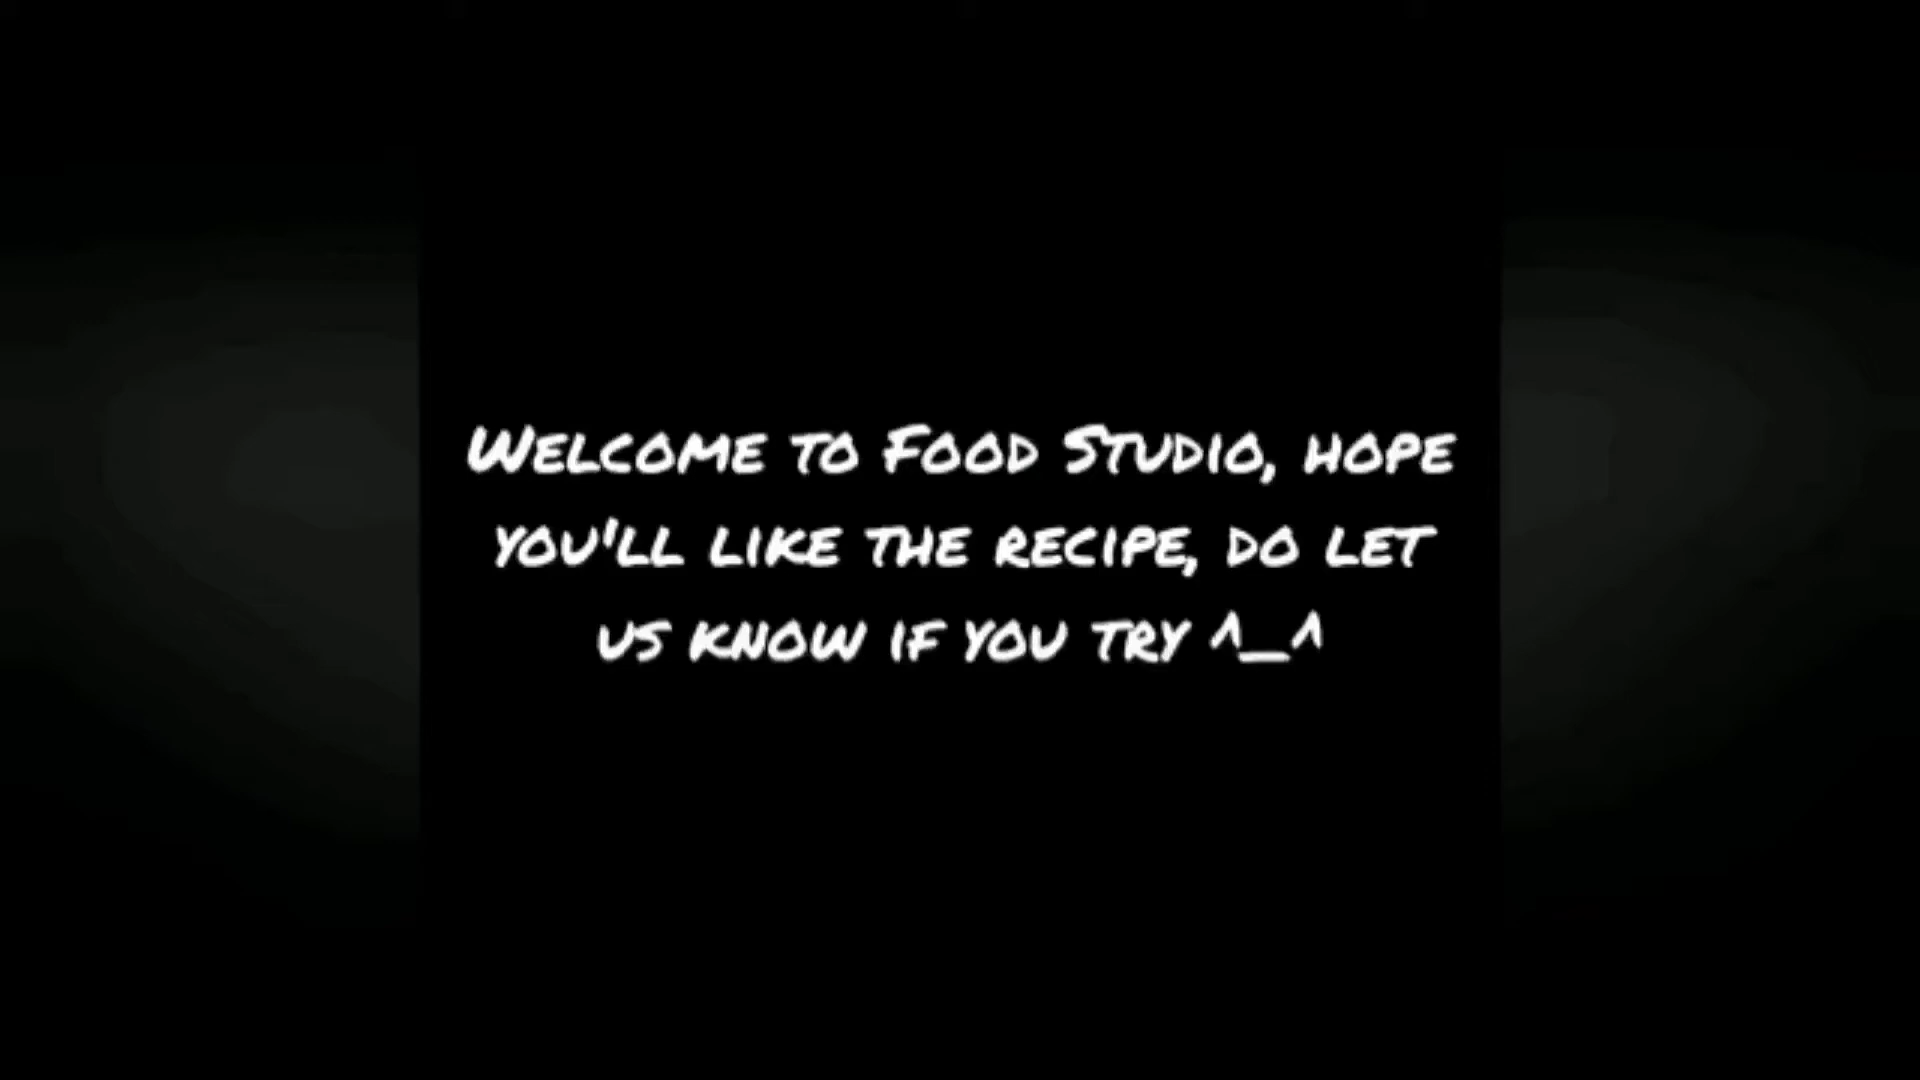 Welcome to Food Studio, hope
you'll like the recipe, do let
us know if you try ^_^